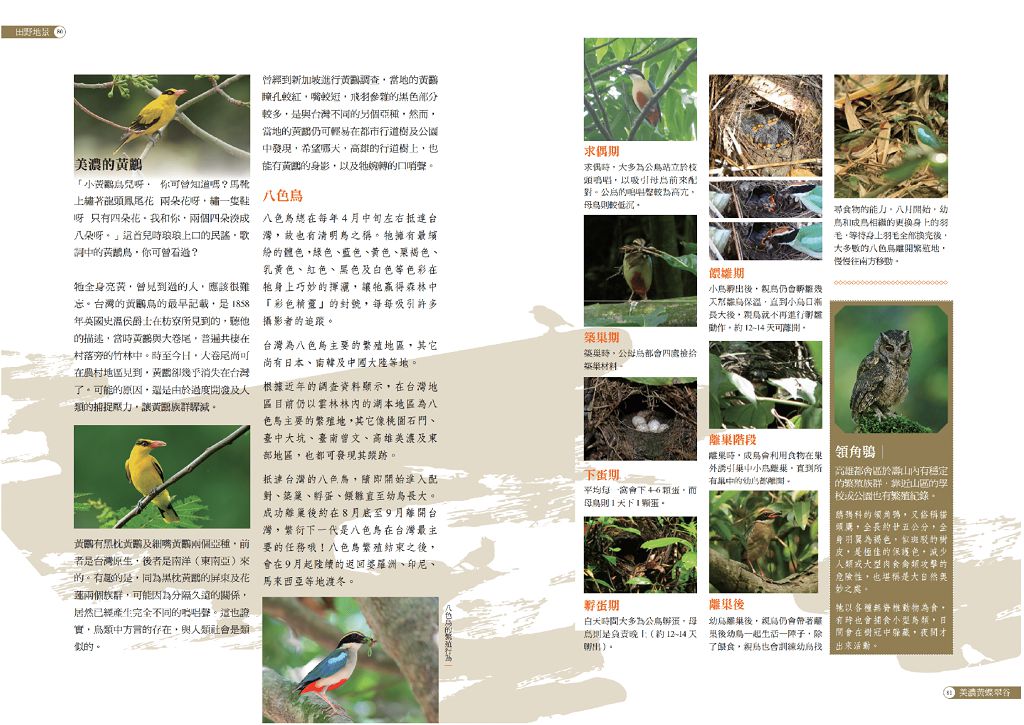 田野地景 80
美濃的黃鸝
「小黃鸝鳥兒呀， 你可曾知道嗎？馬靴
上繡著龍頭鳳尾花 兩朵花呀，繡一隻鞋
呀 只有四朵花。我和你，兩個四朵湊成
八朵呀。」這首兒時琅琅上口的民謠，歌
詞中的黃鸝鳥，你可曾看過？
牠全身亮黃，曾見到過的人，應該很難
忘。台灣的黃鸝鳥的最早記載，是 1858
年英國史溫侯爵士在枋寮所見到的，聽他
的描述，當時黃鸝與大卷尾，普遍共棲在
村落旁的竹林中。時至今日，大卷尾尚可
在農村地區見到，黃鸝卻幾乎消失在台灣
了。可能的原因，還是由於過度開發及人
類的捕捉壓力，讓黃鸝族群驟減。
黃鸝有黑枕黃鸝及細嘴黃鸝兩個亞種，前
者是台灣原生，後者是南洋（東南亞）來
的。有趣的是，同為黑枕黃鸝的屏東及花
蓮兩個族群，可能因為分隔久遠的關係，
居然已經產生完全不同的鳴唱聲。這也證
實，鳥類中方言的存在，與人類社會是類
似的。
曾經到新加坡進行黃鸝調查，當地的黃鸝
瞳孔較紅，嘴較短，飛羽參雜的黑色部分
較多，是與台灣不同的另個亞種，然而，
當地的黃鸝仍可輕易在都市行道樹及公園
中發現，希望哪天，高雄的行道樹上，也
能有黃鸝的身影，以及牠婉轉的口哨聲。
八色鳥
八色鳥總在每年 4 月中旬左右抵達台
灣，故也有清明鳥之稱。牠擁有最繽
紛的體色，綠色、藍色、黃色、栗褐色、
乳黃色、紅色、黑色及白色等色彩在
牠身上巧妙的揮灑，讓牠贏得森林中
『彩色精靈』的封號，每每吸引許多
攝影者的追蹤。
台灣為八色鳥主要的繁殖地區，其它
尚有日本、南韓及中國大陸等地。
根據近年的調查資料顯示，在台灣地
區目前仍以雲林林內的湖本地區為八
色鳥主要的繁殖地，其它像桃園石門、
臺中大坑、臺南曾文、高雄美濃及東
部地區，也都可發現其蹤跡。
抵達台灣的八色鳥，隨即開始進入配
對、築巢、孵蛋、餵雛直至幼鳥長大。
成功離巢後約在 8 月底至 9 月離開台
灣，繁衍下一代是八色鳥在台灣最主
要的任務哦！八色鳥繁殖結束之後，
會在 9 月起陸續的返回婆羅洲、印尼、
馬來西亞等地渡冬。
八色鳥的繁殖行為
求偶期
求偶時，大多為公鳥站立於枝
頭鳴唱，以吸引母鳥前來配
對。公鳥的鳴唱聲較為高亢，
母鳥則較低沉。
築巢期
築巢時，公母鳥都會四處撿拾
築巢材料。
下蛋期
平均每一窩會下 4~6 顆蛋，而
母鳥則 1 天下 1 顆蛋。
孵蛋期
白天時間大多為公鳥孵蛋，母
鳥則是負責晚上（約 12~14 天
孵出）。
餵雛期
小鳥孵出後，親鳥仍會孵雛幾
天幫雛鳥保溫，直到小鳥日漸
長大後，親鳥就不再進行孵雛
動作，約 12~14 天可離開。
離巢階段
離巢時，成鳥會利用食物在巢
外誘引巢中小鳥離巢，直到所
有巢中的幼鳥都離開。
離巢後
幼鳥離巢後，親鳥仍會帶著離
巢後幼鳥一起生活一陣子，除
了餵食，親鳥也會訓練幼鳥找
尋食物的能力。八月開始，幼
鳥和成鳥相繼的更換身上的羽
毛，等待身上羽毛全部換完後，
大多數的八色鳥離開繁殖地，
慢慢往南方移動。
領角鴞
高雄都會區於壽山內有穩定
的繁殖族群，靠近山區的學
校或公園也有繁殖紀錄。
鴟鴞科的領角鴞，又俗稱貓
頭鷹，全長約廿五公分，全
身羽翼為褐色，似斑駁的樹
皮，是極佳的保護色，減少
人類或大型肉食禽類攻擊的
危險性，也堪稱是大自然奧
妙之處。
牠以各種無脊椎動物為食，
有時也會捕食小型鳥類，日
間會在樹冠中躲藏，夜間才
出來活動。
81 美濃黃蝶翠谷